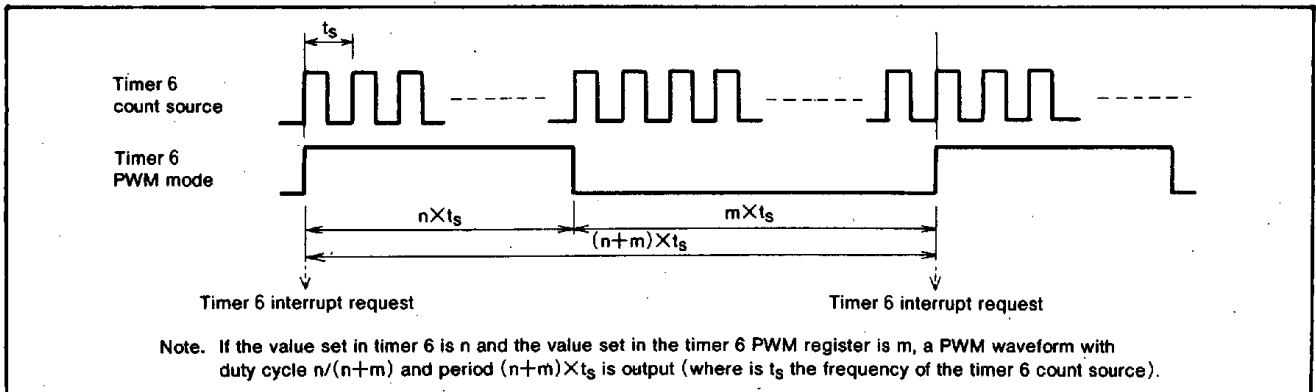 tS
Timer 6
count source
Timer 6
PWM mode
n×tS
m×tS
(n+m)×tS
Timer 6 interrupt request
Timer 6 interrupt request
Note. If the value set in timer 6 is n and the value set in the timer 6 PWM register is m, a PWM waveform with
duty cycle n/(n+m) and period (n+m)×tS is output (where is tS the frequency of the timer 6 count source).